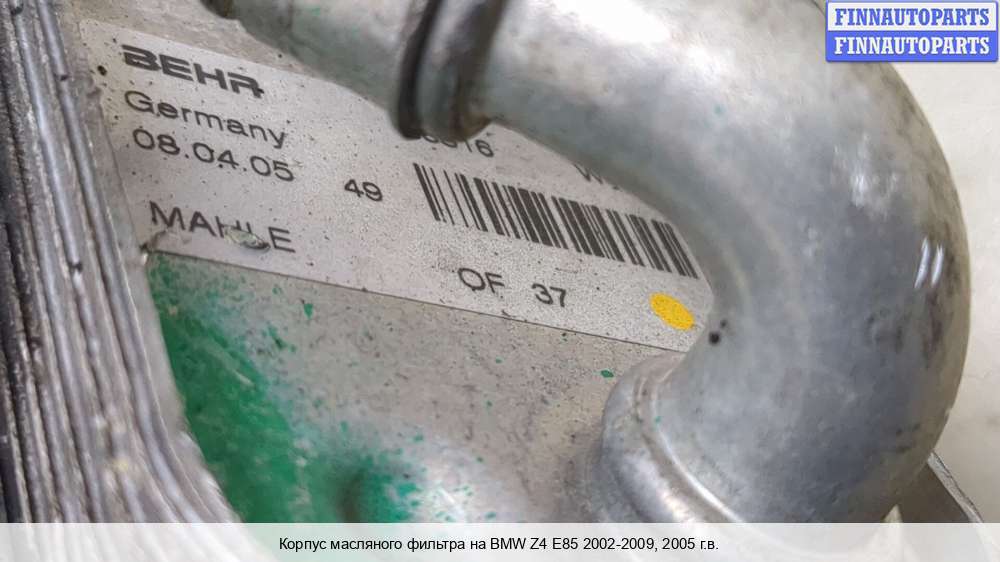 FINNAUTOPARTS
FINNAUTOPARTS
BEHR
Germany
08.04.05
49
MAHLE
OF 37
Корпус масляного фильтра на BMW Z4 E85 2002-2009, 2005 г.в.